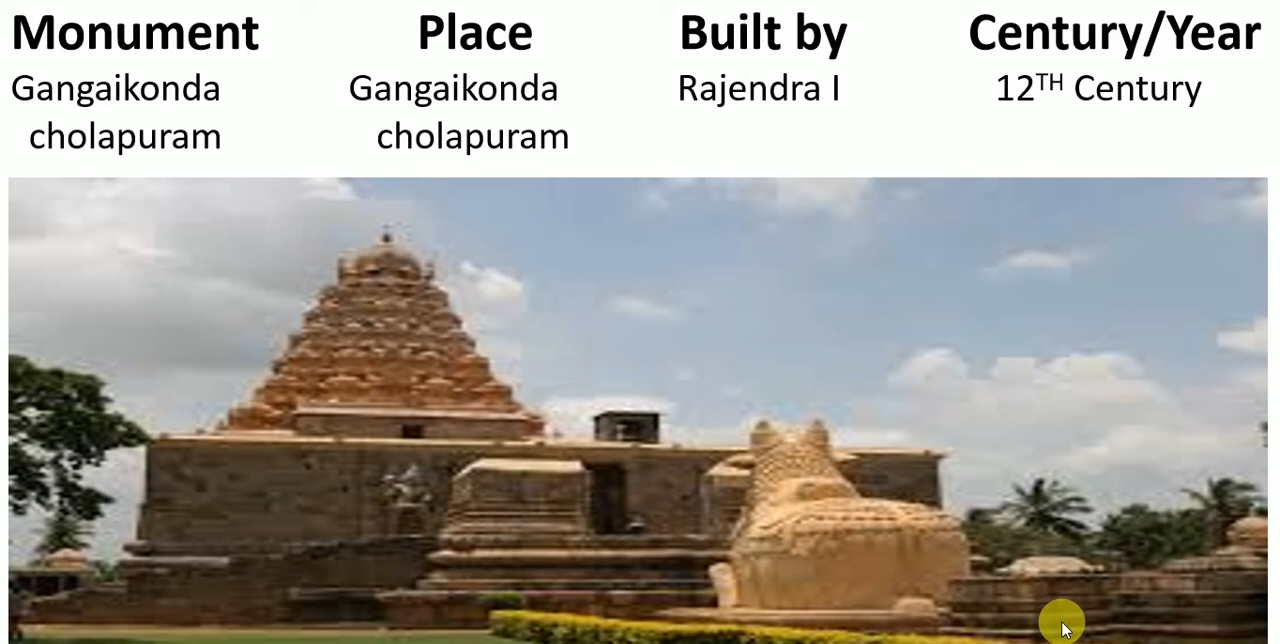 Monument Place Built by Century/Year
Gangaikonda Gangaikonda Rajendra I 12TH Century
cholapuram cholapuram